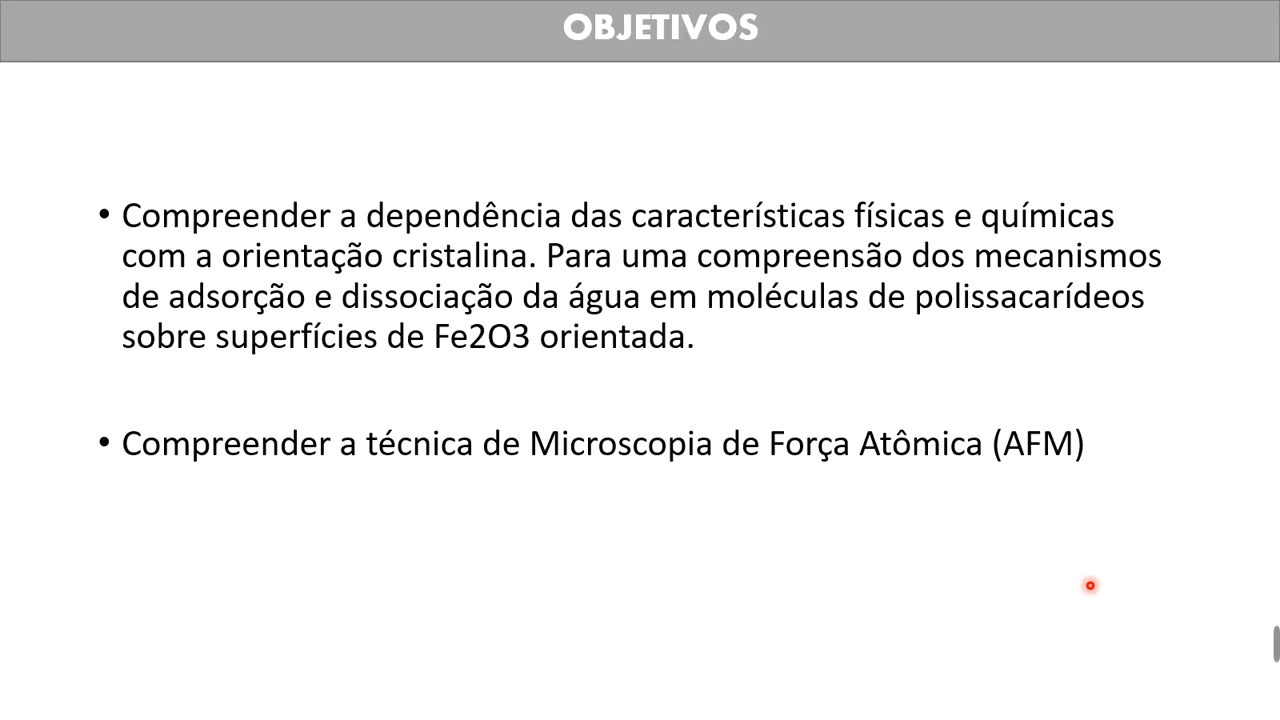 OBJETIVOS
• Compreender a dependência das características físicas e químicas
com a orientação cristalina. Para uma compreensão dos mecanismos
de adsorção e dissociação da água em moléculas de polissacarídeos
sobre superfícies de Fe2O3 orientada.
• Compreender a técnica de Microscopia de Força Atômica (AFM)